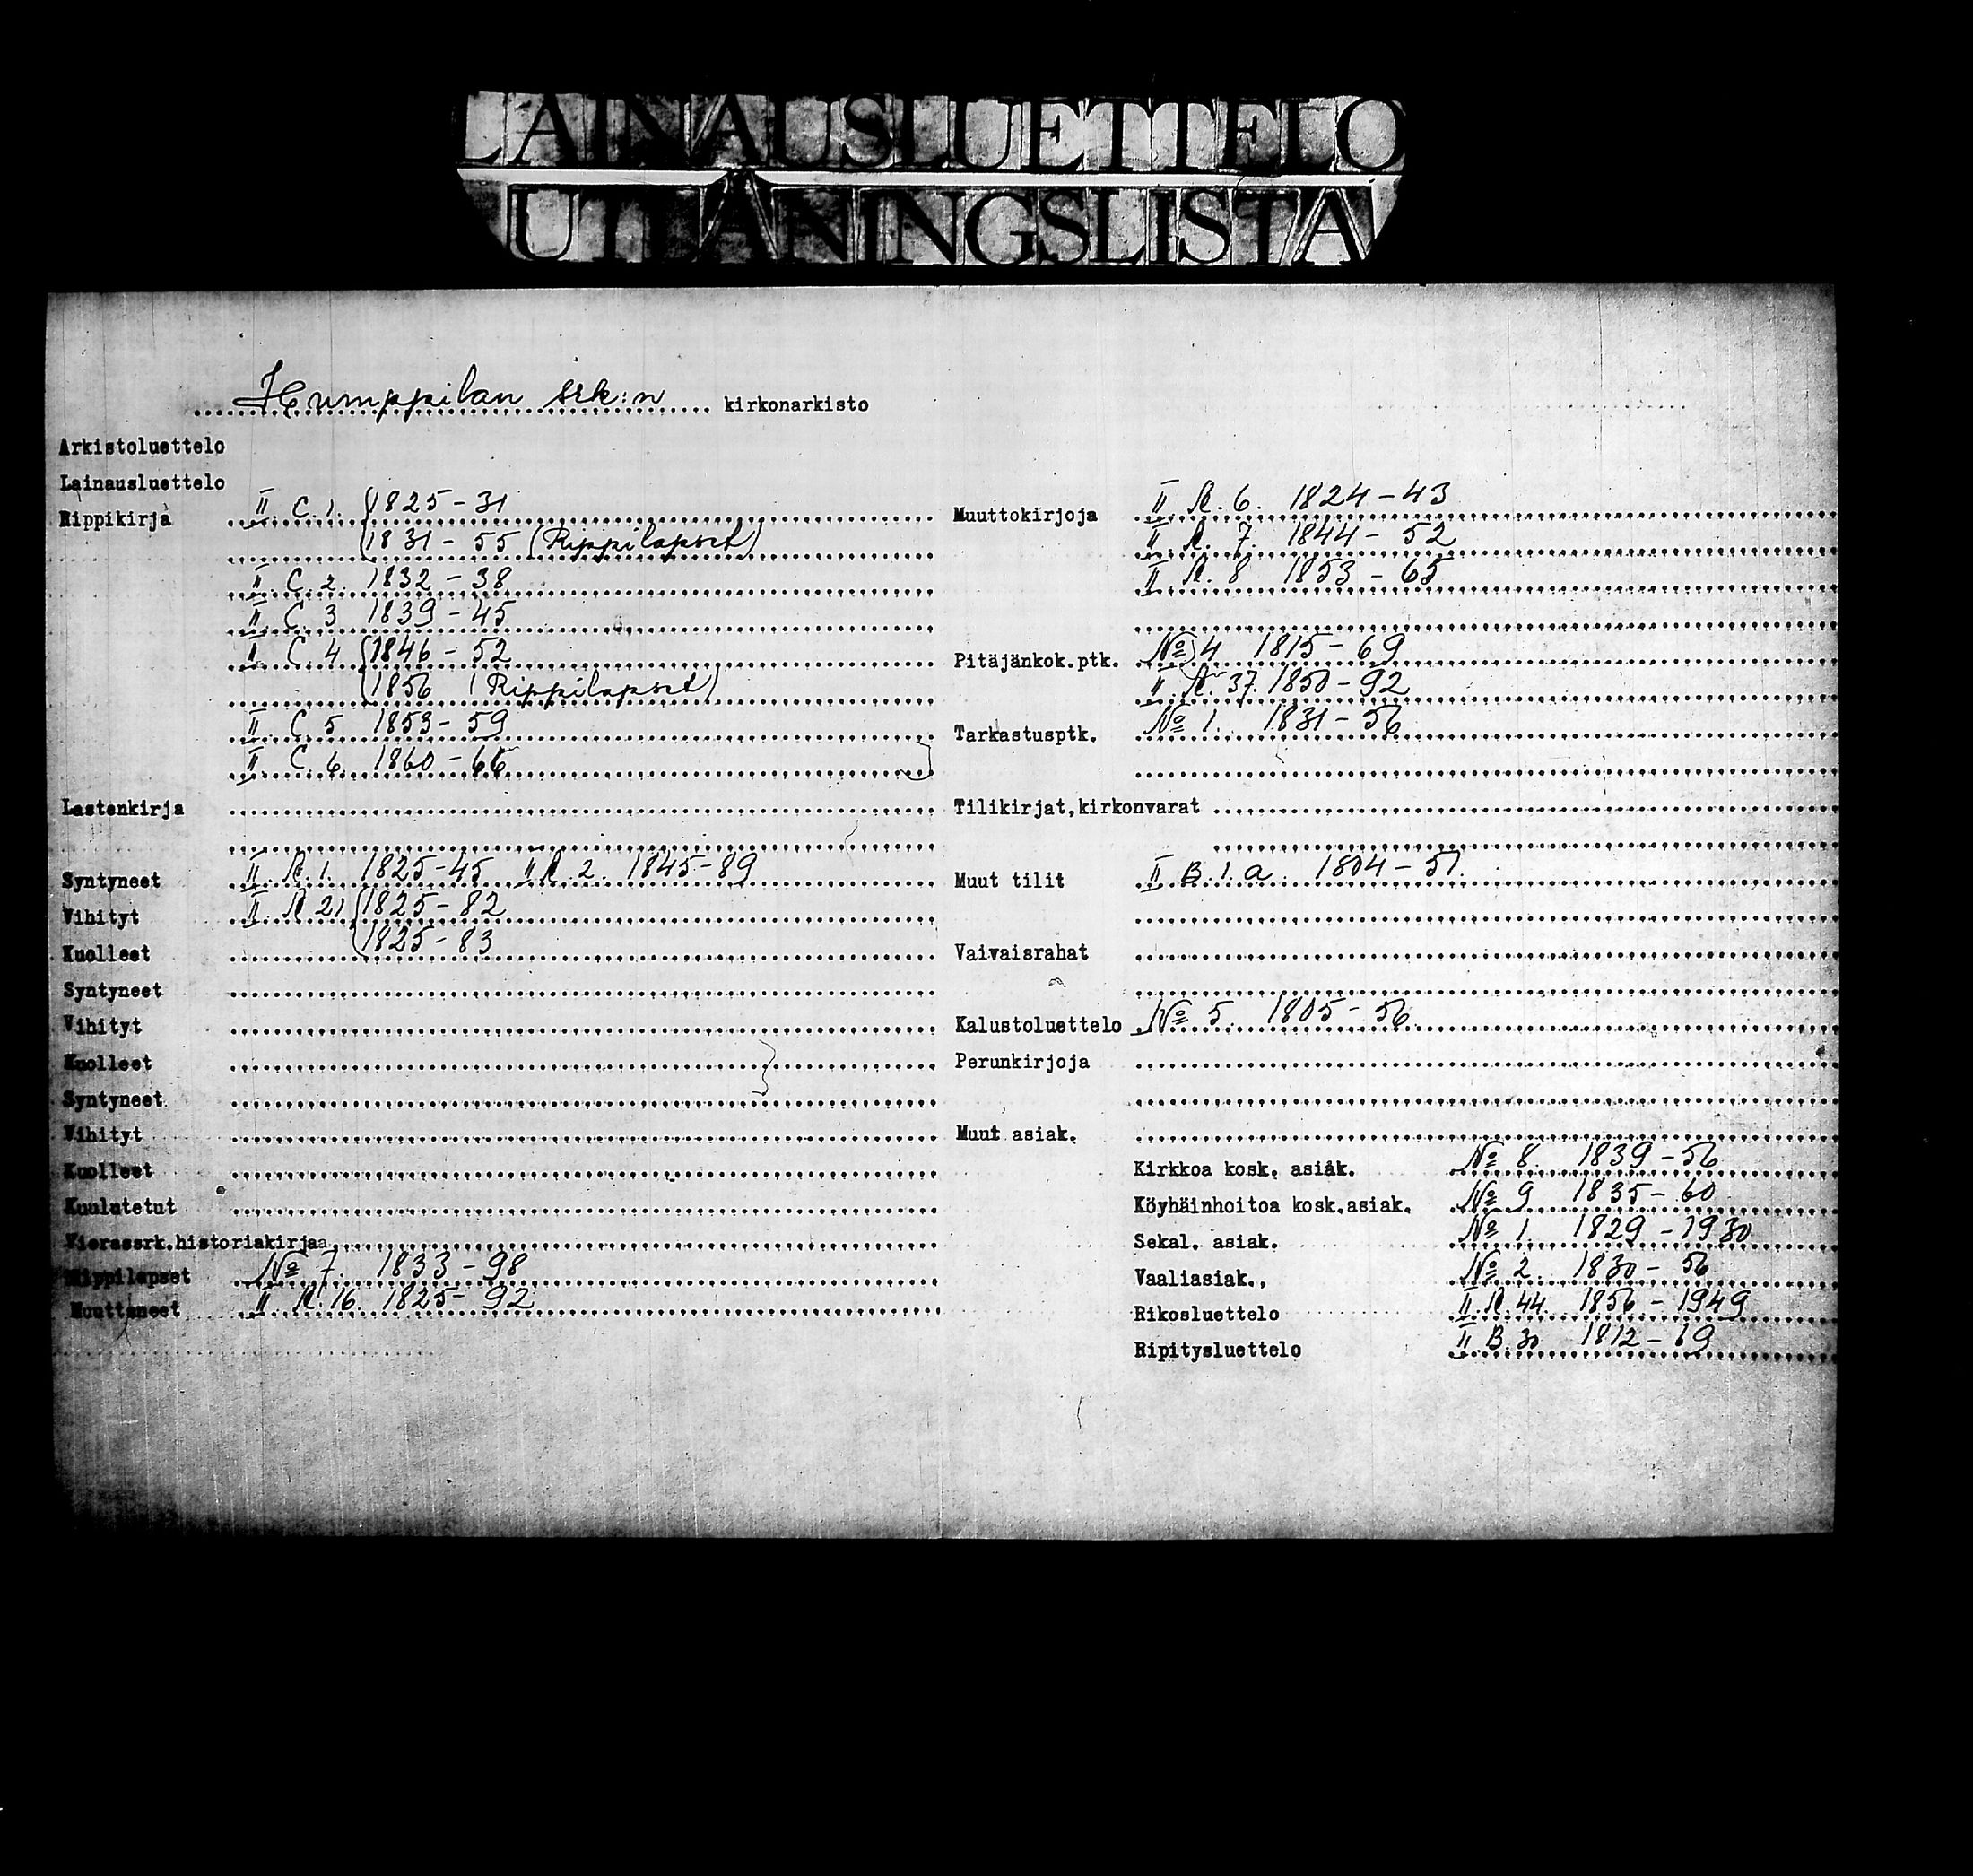 LAINAUSLUETTELO
UTLÅNINGSLISTA
Humppilan srk:n kirkonarkisto
Arkistoluettelo
Lainausluettelo
Rippikirja II C. 1. 1825-31
1831-55 (Rippilapset)
II C. 2. 1832-38
II C. 3 1839-45
II C. 4 1846-52
1856 (Rippilapset)
II C. 5 1853-59
II C. 6. 1860-66
Lastenkirja
Syntyneet II. A. 1. 1825-45 II A. 2. 1845-89
Vihityt II. A 21 1825-82
Kuolleet 1825-83
Syntyneet
Vihityt
Kuolleet
Syntyneet
Vihityt
Kuolleet
Kuulutetut
Vierassrk.historiakirjaa
Rippilapset No 7. 1833-98
Muuttaneet II A. 16. 1825-92
Muuttokirjoja II A. 6. 1824-43
II A. 7. 1844-52
II A. 8 1853-65
Pitäjänkok.ptk. No 4 1815-69
II A. 37. 1850-92
Tarkastusptk. No 1. 1831-56
Tilikirjat,kirkonvarat
Muut tilit II B. 1. a. 1804-51.
Vaivaisrahat
Kalustoluettelo No 5. 1805-56
Perunkirjoja
Muut asiak.
Kirkkoa kosk. asiak. No 8. 1839-56
Köyhäinhoitoa kosk.asiak. No 9 1835-60
Sekal. asiak. No 1. 1829-1930
Vaaliasiak., No 2. 1830-56
Rikosluettelo II. A. 44. 1856-1949
Ripitysluettelo II B. 30 1812-19